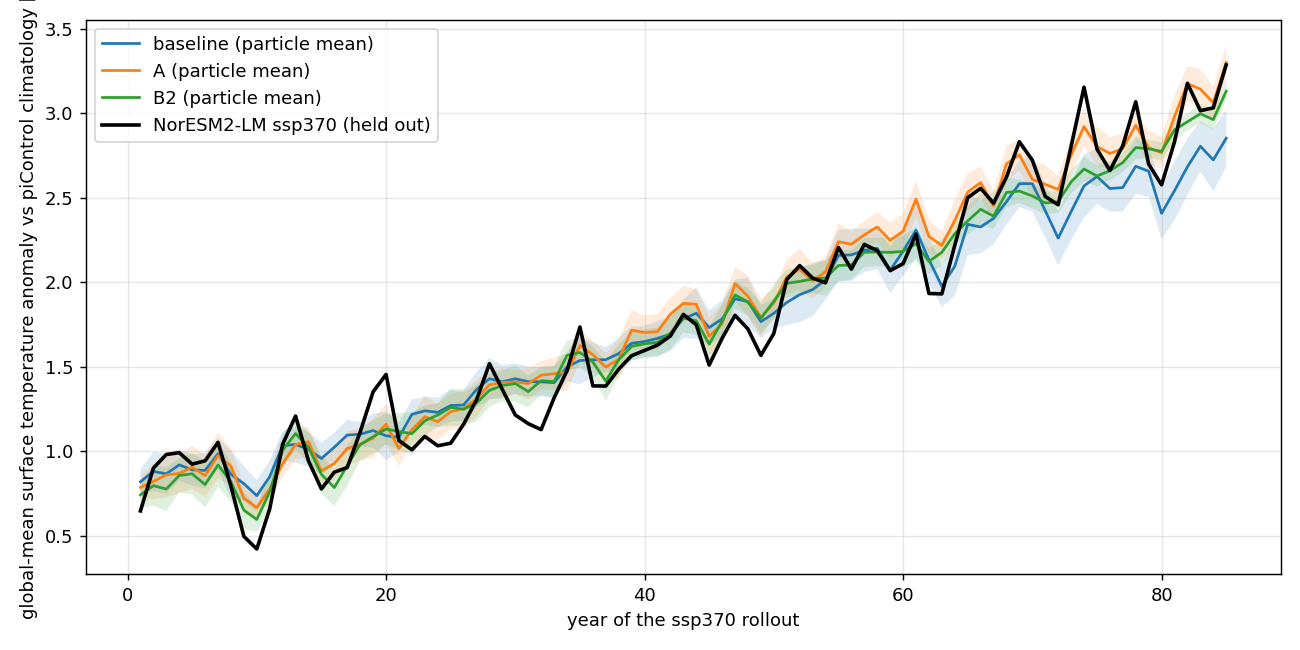 global-mean surface temperature anomaly vs piControl climatology
3.5
3.0
2.5
2.0
1.5
1.0
0.5
baseline (particle mean)
A (particle mean)
B2 (particle mean)
NorESM2-LM ssp370 (held out)
0
20
40
60
80
year of the ssp370 rollout